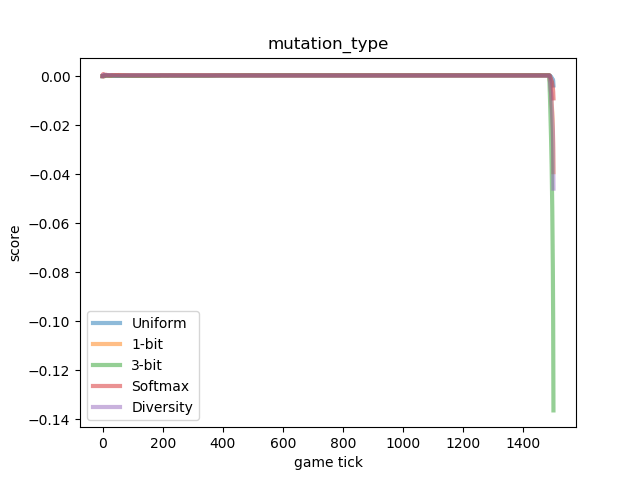 mutation_type
0.00
−0.02
−0.04
−0.06
−0.08
−0.10
−0.12
−0.14
score
Uniform
1-bit
3-bit
Softmax
Diversity
0 200 400 600 800 1000 1200 1400
game tick